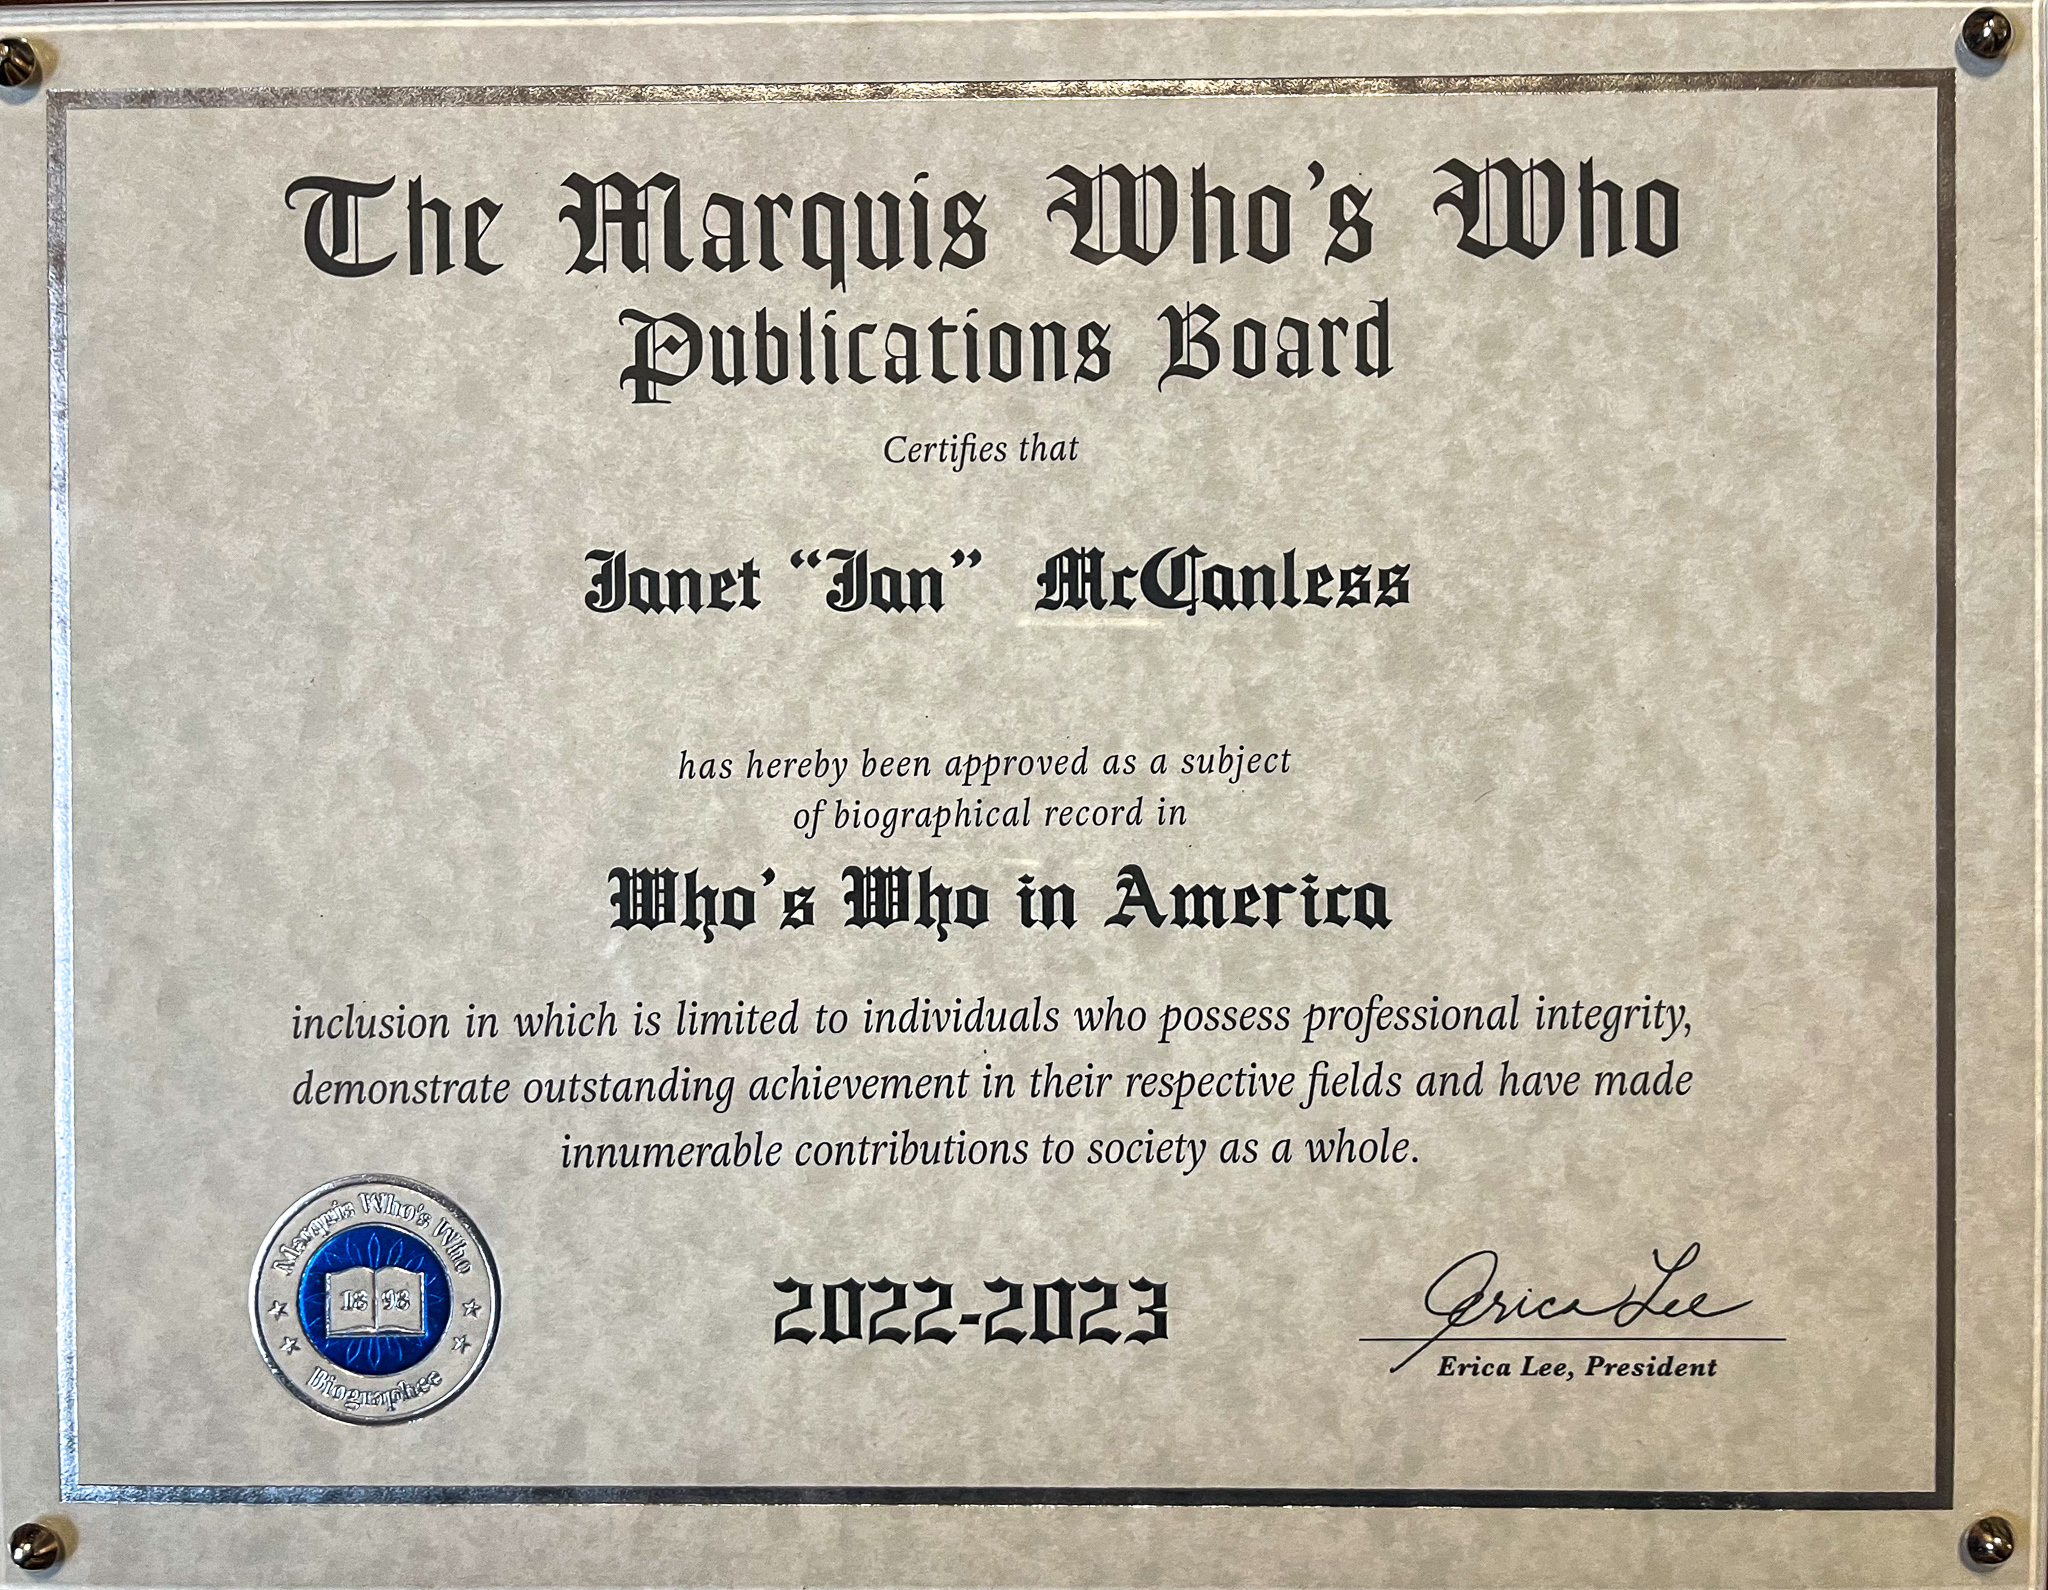 The Marquis Who's Who
Publications Board
Certifies that
Janet “Jan” McCanless
has hereby been approved as a subject
of biographical record in
Who's Who in America
inclusion in which is limited to individuals who possess professional integrity,
demonstrate outstanding achievement in their respective fields and have made
innumerable contributions to society as a whole.
Marquis Who's Who
1898
Biographee
2022-2023
Erica Lee
Erica Lee, President